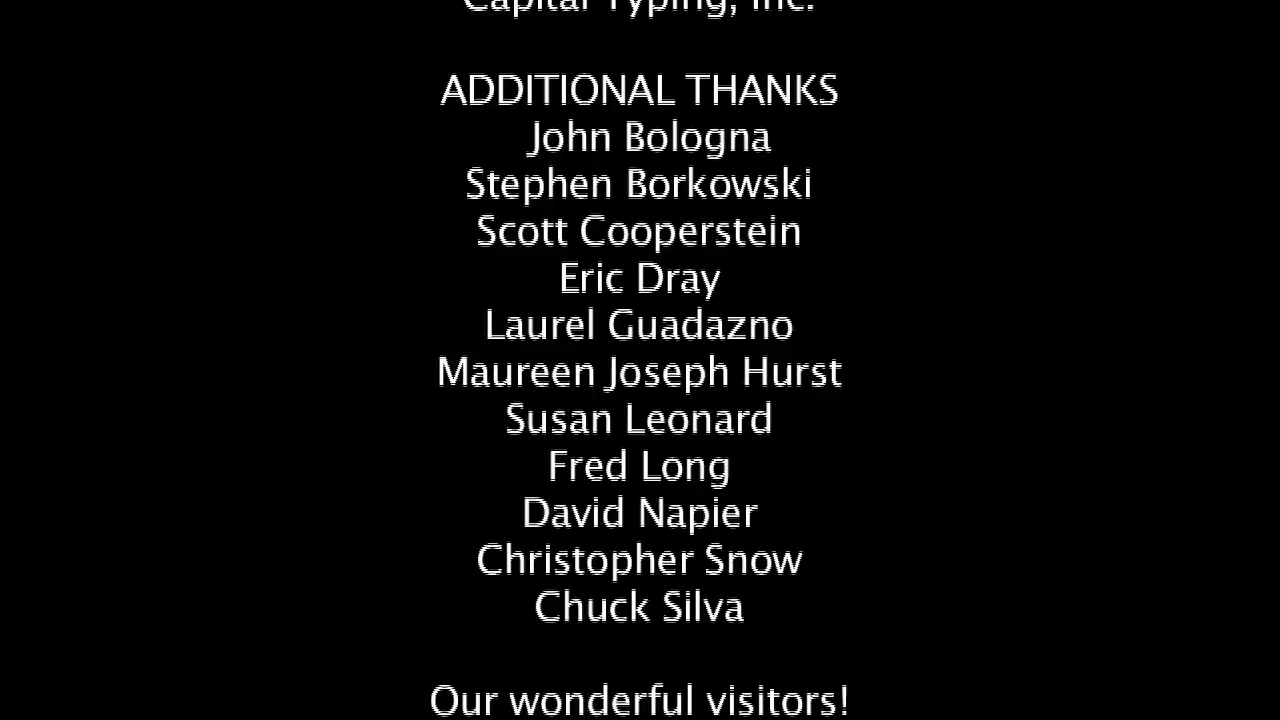 Capital Typing, Inc.
ADDITIONAL THANKS
John Bologna
Stephen Borkowski
Scott Cooperstein
Eric Dray
Laurel Guadazno
Maureen Joseph Hurst
Susan Leonard
Fred Long
David Napier
Christopher Snow
Chuck Silva
Our wonderful visitors!